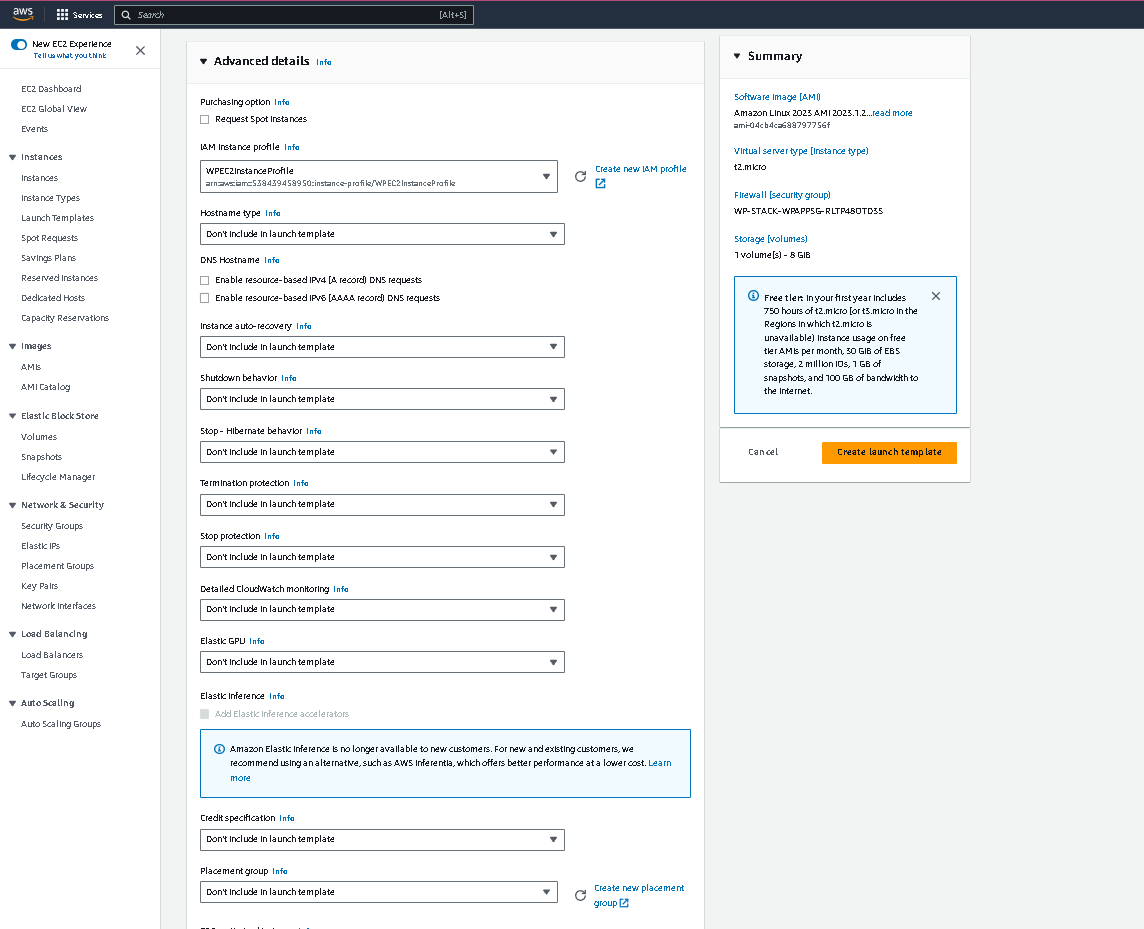 aws
Services
Search
[Alt+S]
New EC2 Experience
Tell us what you think
EC2 Dashboard
EC2 Global View
Events
Instances
Instances
Instance Types
Launch Templates
Spot Requests
Savings Plans
Reserved Instances
Dedicated Hosts
Capacity Reservations
Images
AMIs
AMI Catalog
Elastic Block Store
Volumes
Snapshots
Lifecycle Manager
Network & Security
Security Groups
Elastic IPs
Placement Groups
Key Pairs
Network Interfaces
Load Balancing
Load Balancers
Target Groups
Auto Scaling
Auto Scaling Groups
Advanced details Info
Purchasing option Info
Request Spot Instances
IAM instance profile Info
WPEC2InstanceProfile
arn:aws:iam::538439458950:instance-profile/WPEC2InstanceProfile
Create new IAM profile
Hostname type Info
Don't include in launch template
DNS Hostname Info
Enable resource-based IPv4 (A record) DNS requests
Enable resource-based IPv6 (AAAA record) DNS requests
Instance auto-recovery Info
Don't include in launch template
Shutdown behavior Info
Don't include in launch template
Stop - Hibernate behavior Info
Don't include in launch template
Termination protection Info
Don't include in launch template
Stop protection Info
Don't include in launch template
Detailed CloudWatch monitoring Info
Don't include in launch template
Elastic GPU Info
Don't include in launch template
Elastic inference Info
Add Elastic inference accelerators
Amazon Elastic Inference is no longer available to new customers. For new and existing customers, we
recommend using an alternative, such as AWS Inferentia, which offers better performance at a lower cost. Learn
more
Credit specification Info
Don't include in launch template
Placement group Info
Don't include in launch template
Create new placement
group
Summary
Software Image (AMI)
Amazon Linux 2023 AMI 2023.1.2...read more
ami-04cb4ca688797756f
Virtual server type (instance type)
t2.micro
Firewall (security group)
WP-STACK-WPAPPSG-RLTP48OTD3S
Storage (volumes)
1 volume(s) - 8 GiB
Free tier: In your first year includes
750 hours of t2.micro (or t3.micro in the
Regions in which t2.micro is
unavailable) instance usage on free
tier AMIs per month, 30 GiB of EBS
storage, 2 million IOs, 1 GB of
snapshots, and 100 GB of bandwidth to
the internet.
Cancel
Create launch template